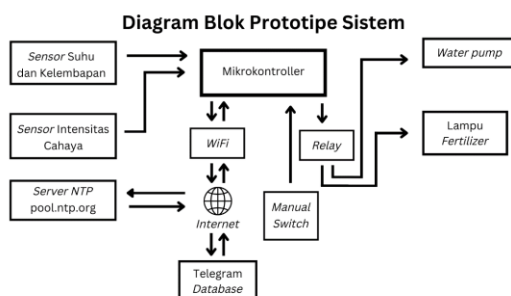 Diagram Blok Prototipe Sistem
Sensor Suhu
dan Kelembapan
Mikrokontroller
Water pump
Sensor Intensitas
Cahaya
WiFi
Relay
Lampu
Fertilizer
Server NTP
pool.ntp.org
Internet
Manual
Switch
Telegram
Database